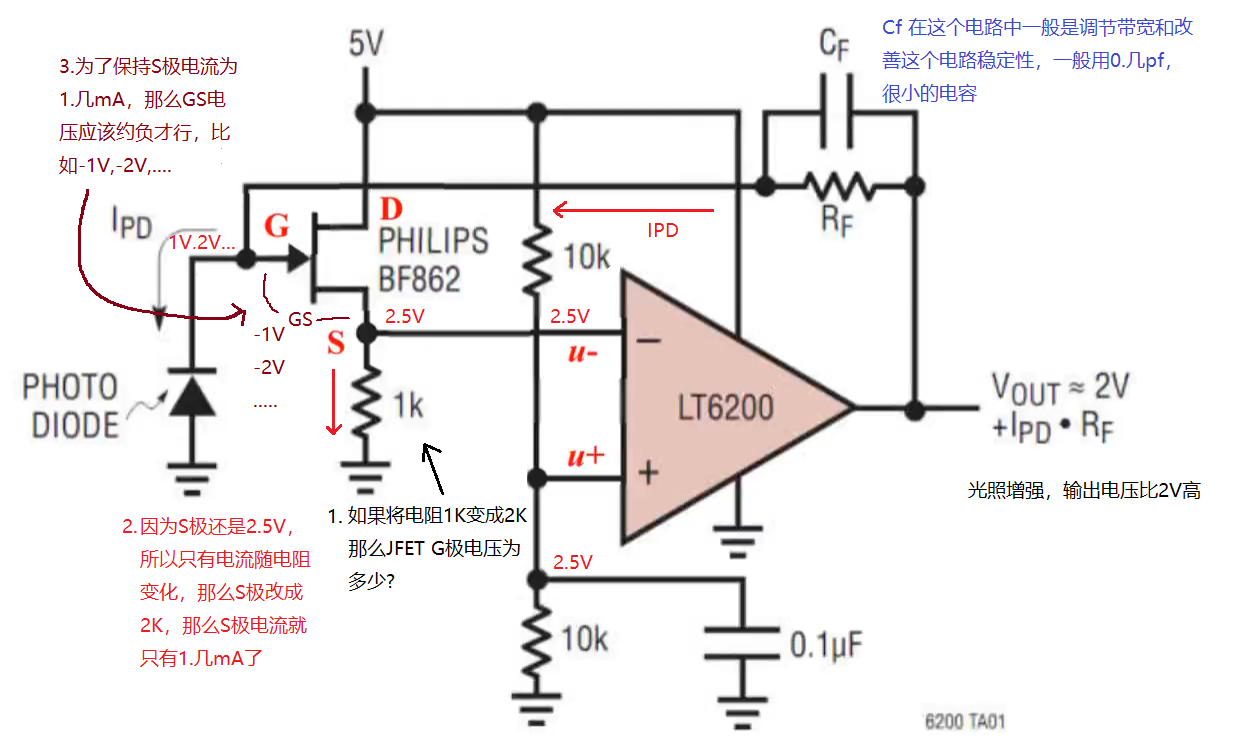 Cf 在这个电路中一般是调节带宽和改
善这个电路稳定性，一般用0.几pf，
很小的电容
5V
CF
3.为了保持S极电流为
1.几mA，那么GS电
压应该约负才行，比
如-1V,-2V,....
IPD
1V.2V...
G
D
PHILIPS
BF862
IPD
RF
10k
GS
-1V
-2V
.....
S
2.5V
2.5V
u-
−
PHOTO
DIODE
1k
LT6200
VOUT ≈ 2V
+IPD • RF
u+
+
光照增强，输出电压比2V高
2.因为S极还是2.5V，
所以只有电流随电阻
变化，那么S极改成
2K，那么S极电流就
只有1.几mA了
1. 如果将电阻1K变成2K
那么JFET G极电压为
多少?
2.5V
10k
0.1µF
6200 TA01